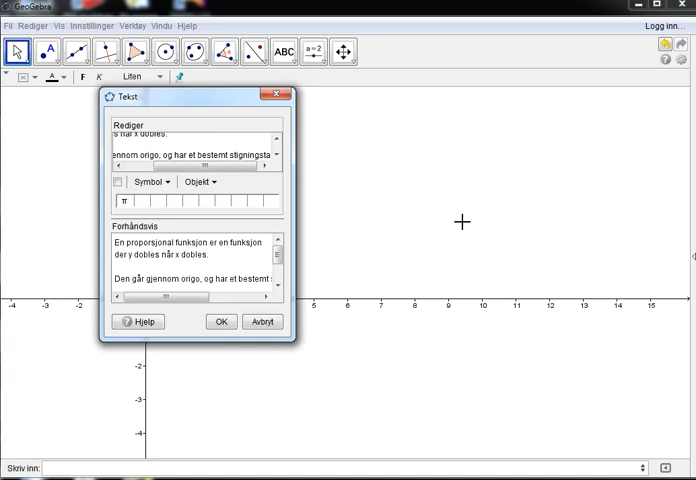 GeoGebra
Fil Rediger Vis Innstillinger Verktøy Vindu Hjelp Logg inn...
A ABC a=2
A F K Liten
Tekst
Rediger
s når x dobles.
ennom origo, og har et bestemt stigningsta
Symbol Objekt
π
Forhåndsvis
En proporsjonal funksjon er en funksjon
der y dobles når x dobles.
Den går gjennom origo, og har et bestemt
Hjelp OK Avbryt
-4 -3 -2 5 6 7 8 9 10 11 12 13 14 15
-2
-3
-4
Skriv inn: